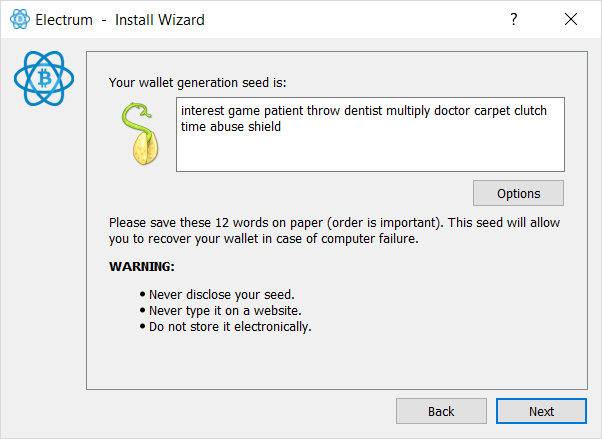 Electrum - Install Wizard
?
Your wallet generation seed is:
interest game patient throw dentist multiply doctor carpet clutch
time abuse shield
Options
Please save these 12 words on paper (order is important). This seed will allow
you to recover your wallet in case of computer failure.
WARNING:
• Never disclose your seed.
• Never type it on a website.
• Do not store it electronically.
Back
Next